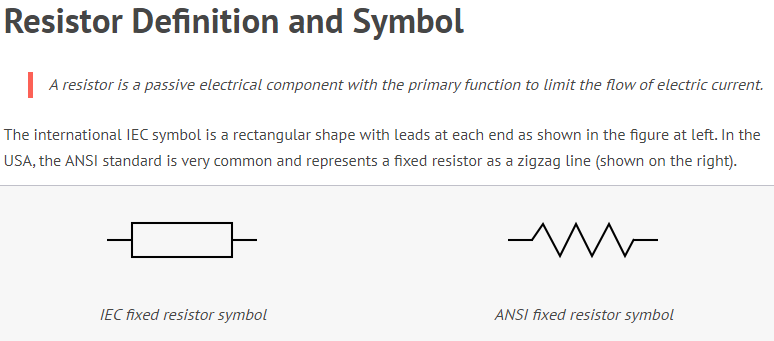 Resistor Definition and Symbol
A resistor is a passive electrical component with the primary function to limit the flow of electric current.
The international IEC symbol is a rectangular shape with leads at each end as shown in the figure at left. In the
USA, the ANSI standard is very common and represents a fixed resistor as a zigzag line (shown on the right).
IEC fixed resistor symbol
ANSI fixed resistor symbol